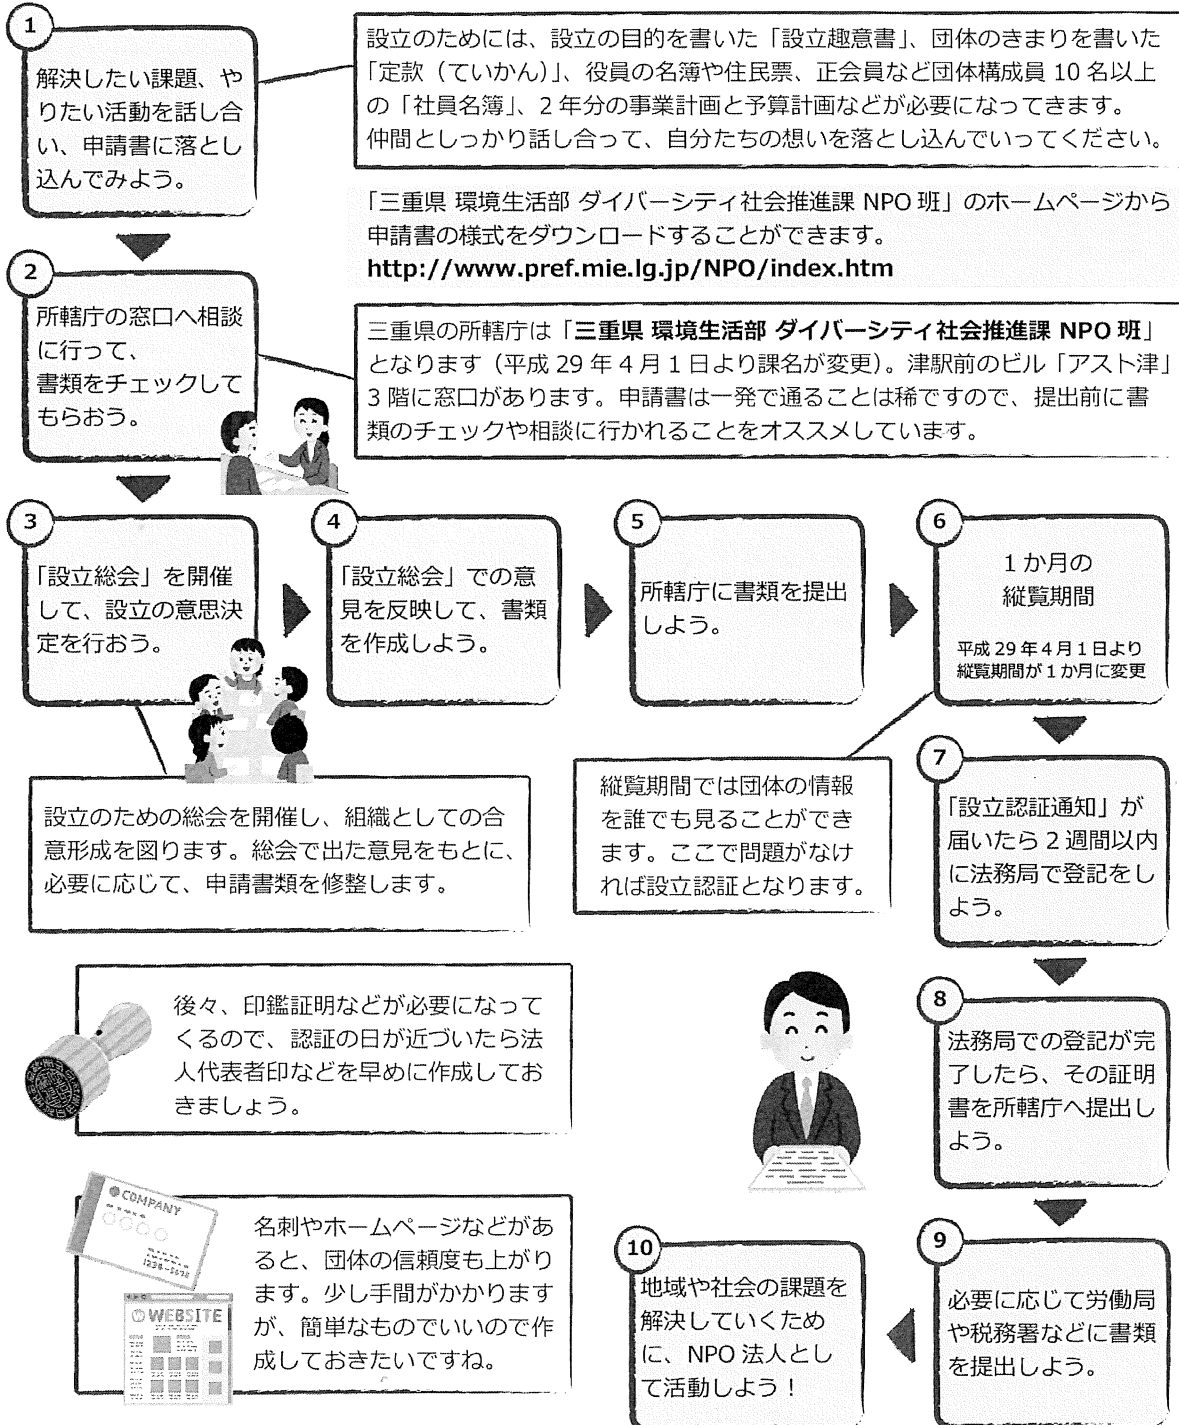 1
解決したい課題、や
りたい活動を話し合
い、申請書に落とし
込んでみよう。
設立のためには、設立の目的を書いた「設立趣意書」、団体のきまりを書いた
「定款（ていかん）」、役員の名簿や住民票、正会員など団体構成員 10 名以上
の「社員名簿」、2 年分の事業計画と予算計画などが必要になってきます。
仲間としっかり話し合って、自分たちの想いを落とし込んでいってください。
「三重県 環境生活部 ダイバーシティ社会推進課 NPO 班」のホームページから
申請書の様式をダウンロードすることができます。
http://www.pref.mie.lg.jp/NPO/index.htm
2
所轄庁の窓口へ相談
に行って、
書類をチェックして
もらおう。
三重県の所轄庁は「三重県 環境生活部 ダイバーシティ社会推進課 NPO 班」
となります（平成 29 年 4 月 1 日より課名が変更）。津駅前のビル「アスト津」
3 階に窓口があります。申請書は一発で通ることは稀ですので、提出前に書
類のチェックや相談に行かれることをオススメしています。
3
「設立総会」を開催
して、設立の意思決
定を行おう。
4
「設立総会」での意
見を反映して、書類
を作成しよう。
5
所轄庁に書類を提出
しよう。
6
1 か月の
縦覧期間
平成 29 年 4 月 1 日より
縦覧期間が 1 か月に変更
設立のための総会を開催し、組織としての合
意形成を図ります。総会で出た意見をもとに、
必要に応じて、申請書類を修整します。
縦覧期間では団体の情報
を誰でも見ることができ
ます。ここで問題がなけ
れば設立認証となります。
7
「設立認証通知」が
届いたら 2 週間以内
に法務局で登記をし
よう。
後々、印鑑証明などが必要になって
くるので、認証の日が近づいたら法
人代表者印などを早めに作成してお
きましょう。
8
法務局での登記が完
了したら、その証明
書を所轄庁へ提出し
よう。
COMPANY
1234-5678
WEBSITE
名刺やホームページなどがあ
ると、団体の信頼度も上がり
ます。少し手間がかかります
が、簡単なものでいいので作
成しておきたいですね。
9
必要に応じて労働局
や税務署などに書類
を提出しよう。
10
地域や社会の課題を
解決していくため
に、NPO 法人とし
て活動しよう！